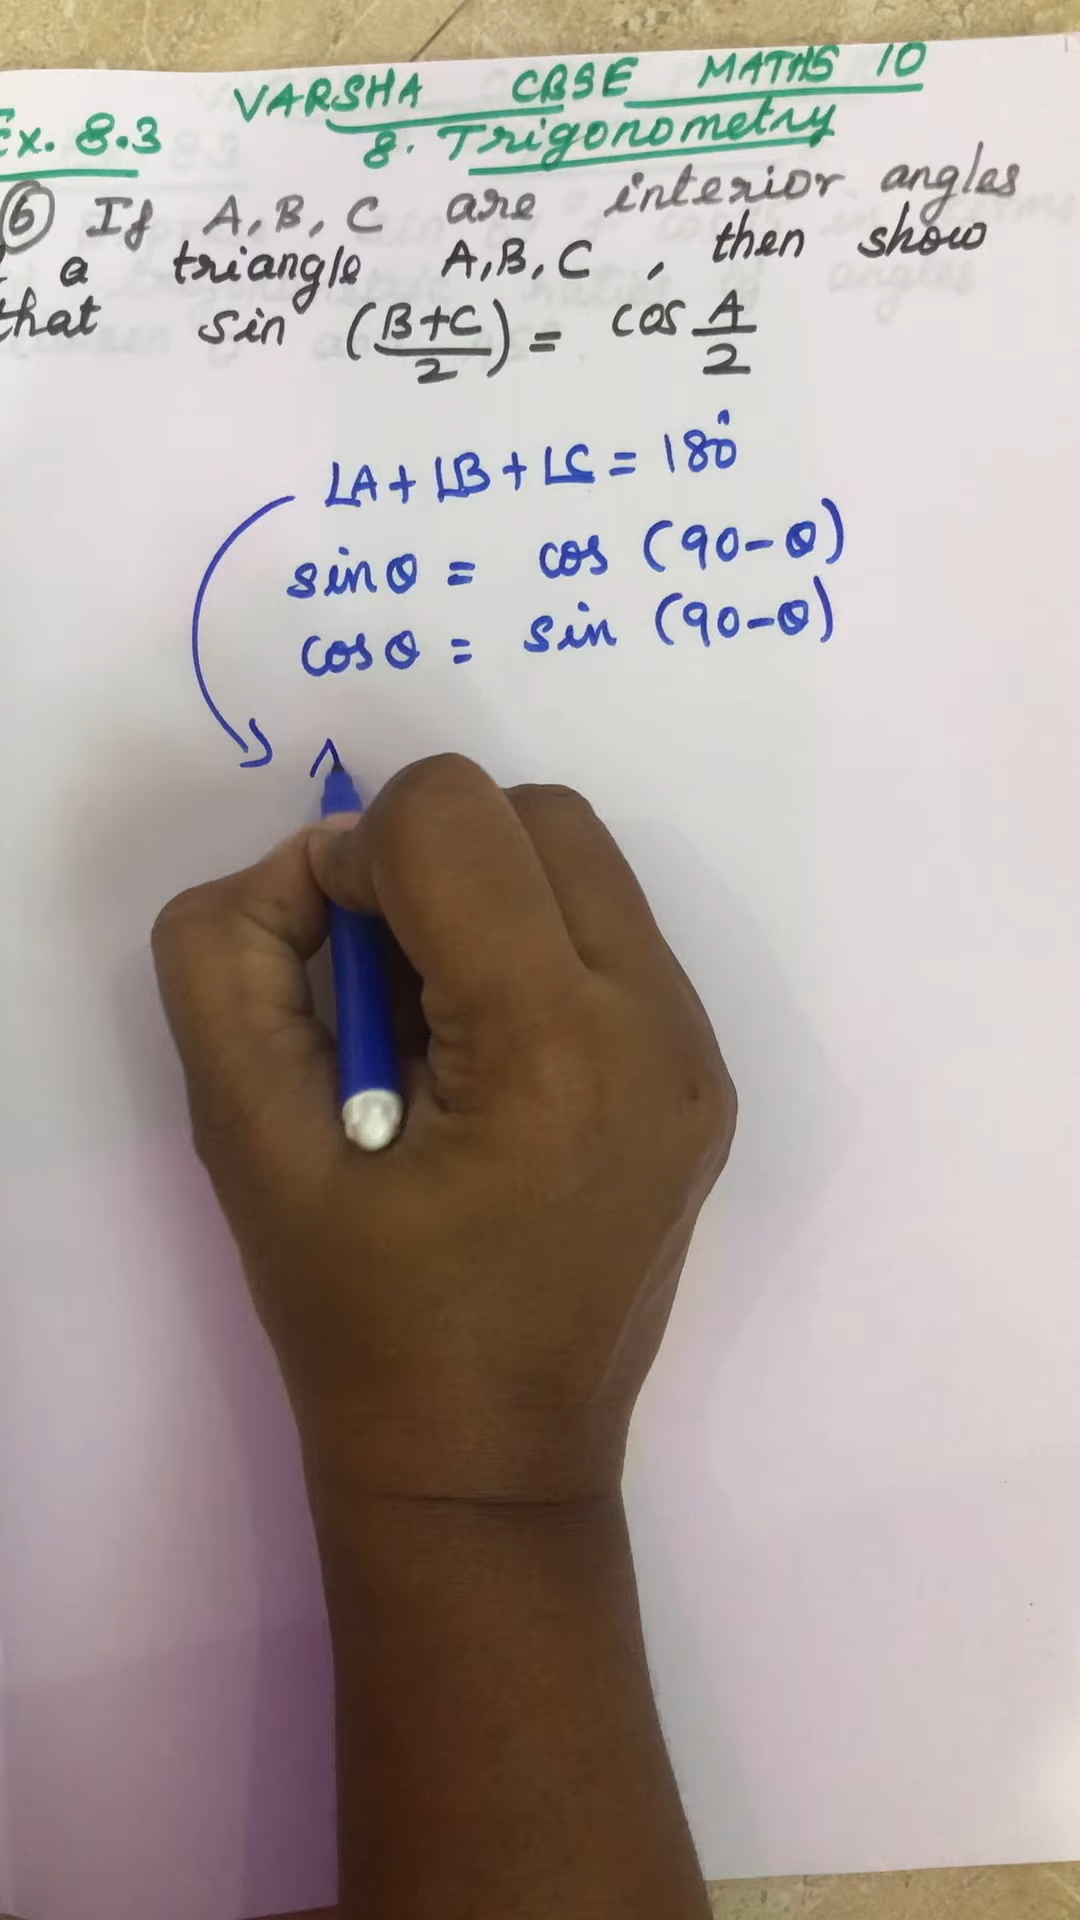 VARSHA CBSE MATHS 10
Ex. 8.3 8. Trigonometry
⑥ If A, B, C are interior angles
a triangle A, B, C, then show
that sin (B+C/2) = cos A/2
∠A + ∠B + ∠C = 180°
sin θ = cos (90-θ)
cos θ = sin (90-θ)